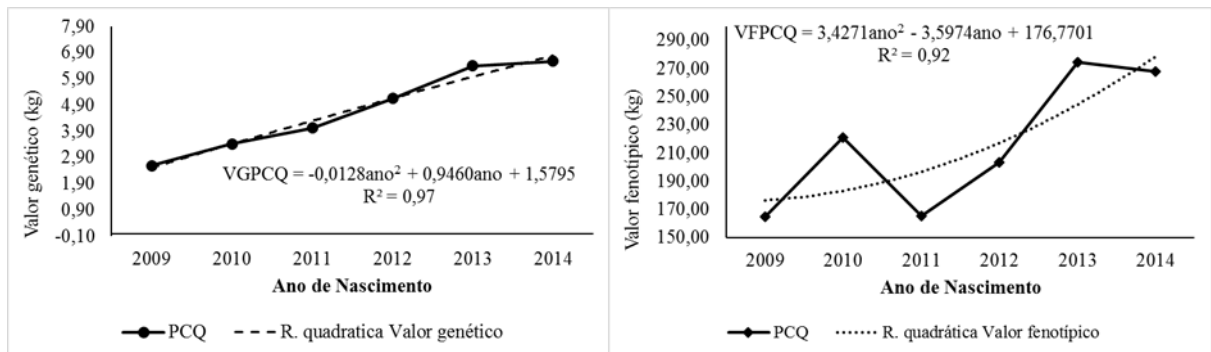 7,90
6,90
5,90
4,90
3,90
2,90
1,90
0,90
-0,10
Valor genético (kg)
VGPCQ = -0,0128ano² + 0,9460ano + 1,5795
R² = 0,97
2009 2010 2011 2012 2013 2014
Ano de Nascimento
PCQ R. quadratica Valor genético
VFPCQ = 3,4271ano² - 3,5974ano + 176,7701
R² = 0,92
290,00
270,00
250,00
230,00
210,00
190,00
170,00
150,00
Valor fenotípico (kg)
2009 2010 2011 2012 2013 2014
Ano de Nascimento
PCQ R. quadrática Valor fenotípico